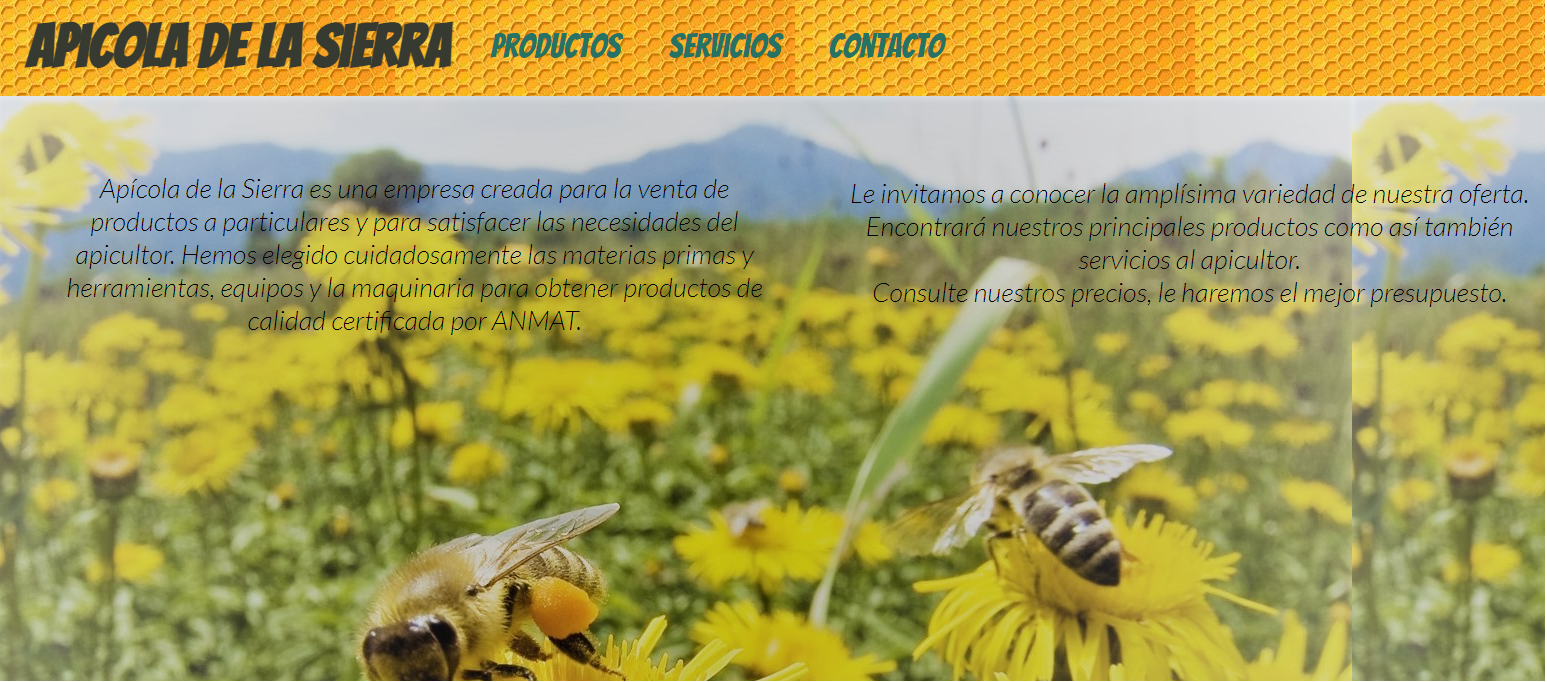 APICOLA DE LA SIERRA PRODUCTOS SERVICIOS CONTACTO
Apícola de la Sierra es una empresa creada para la venta de
productos a particulares y para satisfacer las necesidades del
apicultor. Hemos elegido cuidadosamente las materias primas y
herramientas, equipos y la maquinaria para obtener productos de
calidad certificada por ANMAT.
Le invitamos a conocer la amplísima variedad de nuestra oferta.
Encontrará nuestros principales productos como así también
servicios al apicultor.
Consulte nuestros precios, le haremos el mejor presupuesto.